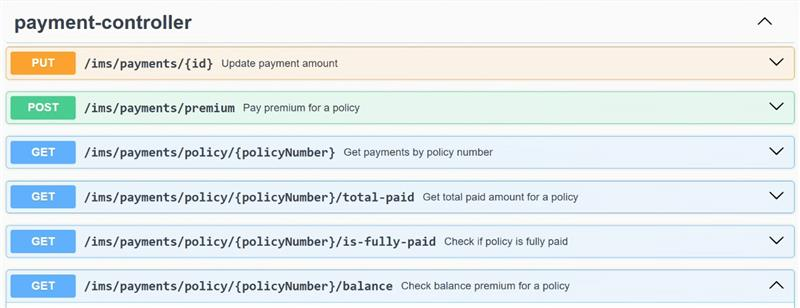 payment-controller
PUT /ims/payments/{id} Update payment amount
POST /ims/payments/premium Pay premium for a policy
GET /ims/payments/policy/{policyNumber} Get payments by policy number
GET /ims/payments/policy/{policyNumber}/total-paid Get total paid amount for a policy
GET /ims/payments/policy/{policyNumber}/is-fully-paid Check if policy is fully paid
GET /ims/payments/policy/{policyNumber}/balance Check balance premium for a policy